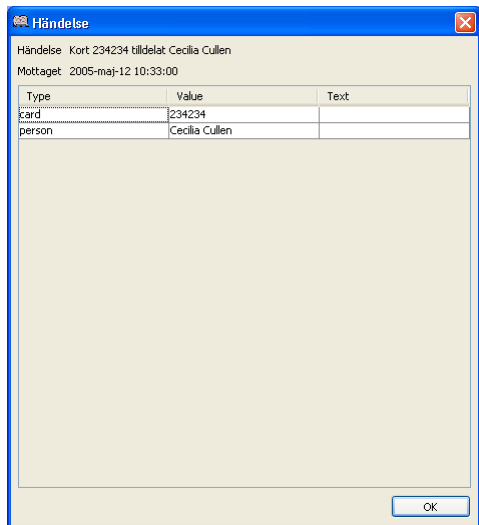 Händelse
Händelse Kort 234234 tilldelat Cecilia Cullen
Mottaget 2005-maj-12 10:33:00
Type Value Text
card 234234
person Cecilia Cullen
OK